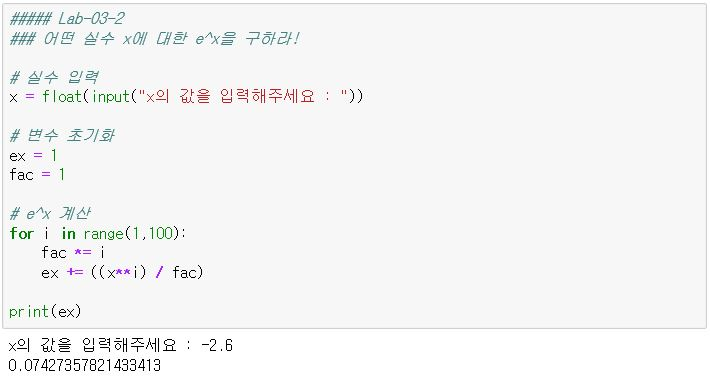 ##### Lab-03-2
### 어떤 실수 x에 대한 e^x을 구하라!
# 실수 입력
x = float(input("x의 값을 입력해주세요 : "))
# 변수 초기화
ex = 1
fac = 1
# e^x 계산
for i in range(1,100):
    fac *= i
    ex += ((x**i) / fac)
print(ex)
x의 값을 입력해주세요 : -2.6
0.07427357821433413